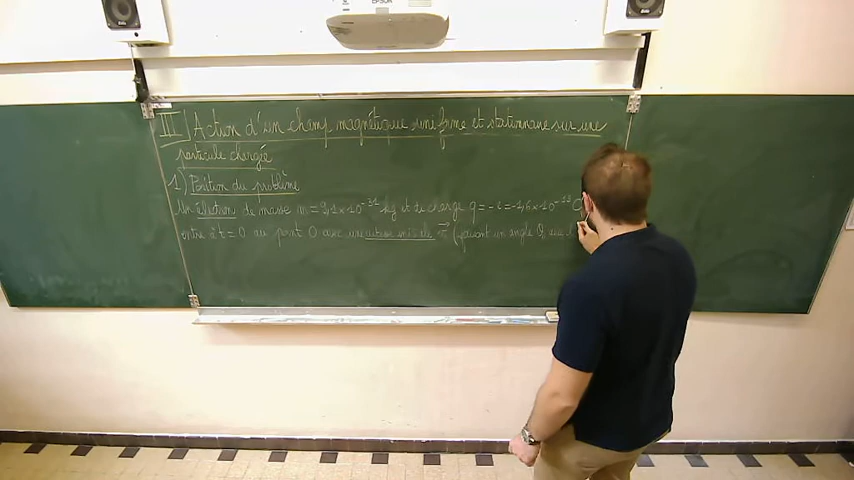 II] Action d'un champ magnétique uniforme et stationnaire sur une
particule chargée
1) Position du problème
Un électron de masse m = 9,1 × 10⁻³¹ kg et de charge q = -e = -1,6 × 10⁻¹⁹ C
entre à t = 0 au point O avec une vitesse initiale (faisant un angle θ, avec l